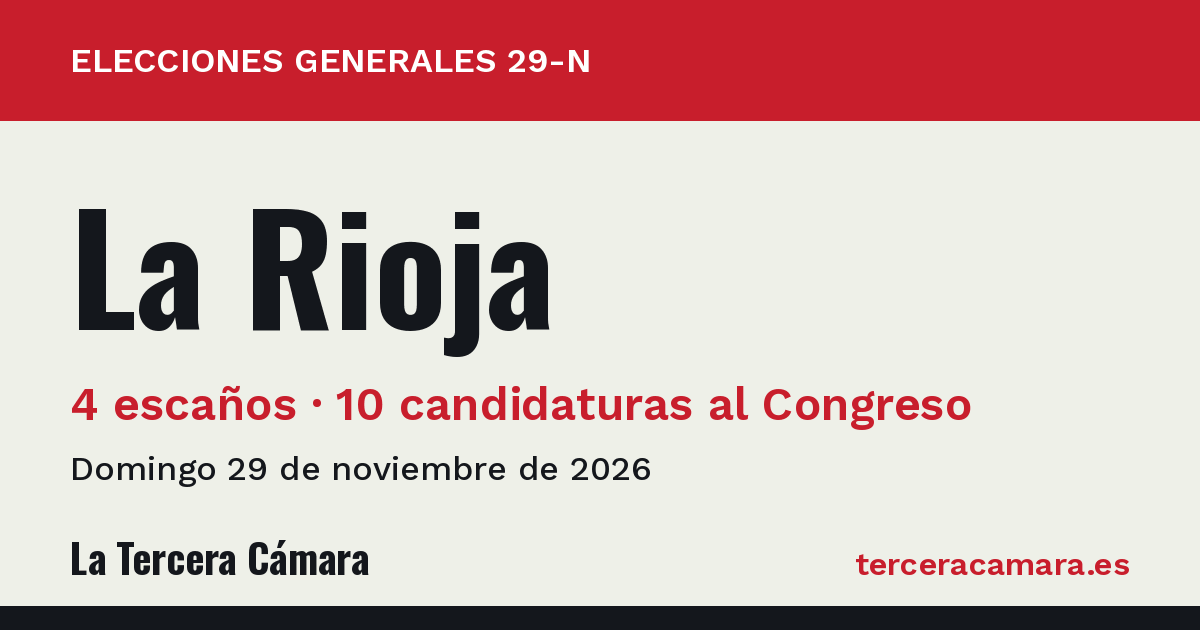 ELECCIONES GENERALES 29-N
La Rioja
4 escaños · 10 candidaturas al Congreso
Domingo 29 de noviembre de 2026
La Tercera Cámara
terceracamara.es